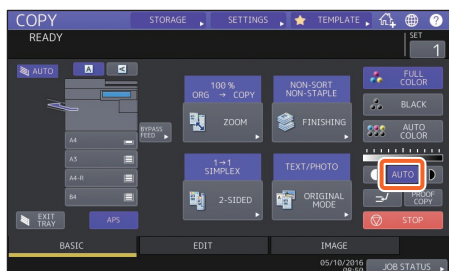 COPY
STORAGE
SETTINGS
TEMPLATE
?
READY
SET
1
AUTO
A
100 %
ORG → COPY
NON-SORT
NON-STAPLE
FULL
COLOR
ZOOM
FINISHING
BLACK
BYPASS
FEED
AUTO
COLOR
A4
A3
1→1
SIMPLEX
TEXT/PHOTO
AUTO
A4-R
B4
2-SIDED
ORIGINAL
MODE
PROOF
COPY
EXIT
TRAY
APS
STOP
BASIC
EDIT
IMAGE
05/10/2016
08:50
JOB STATUS